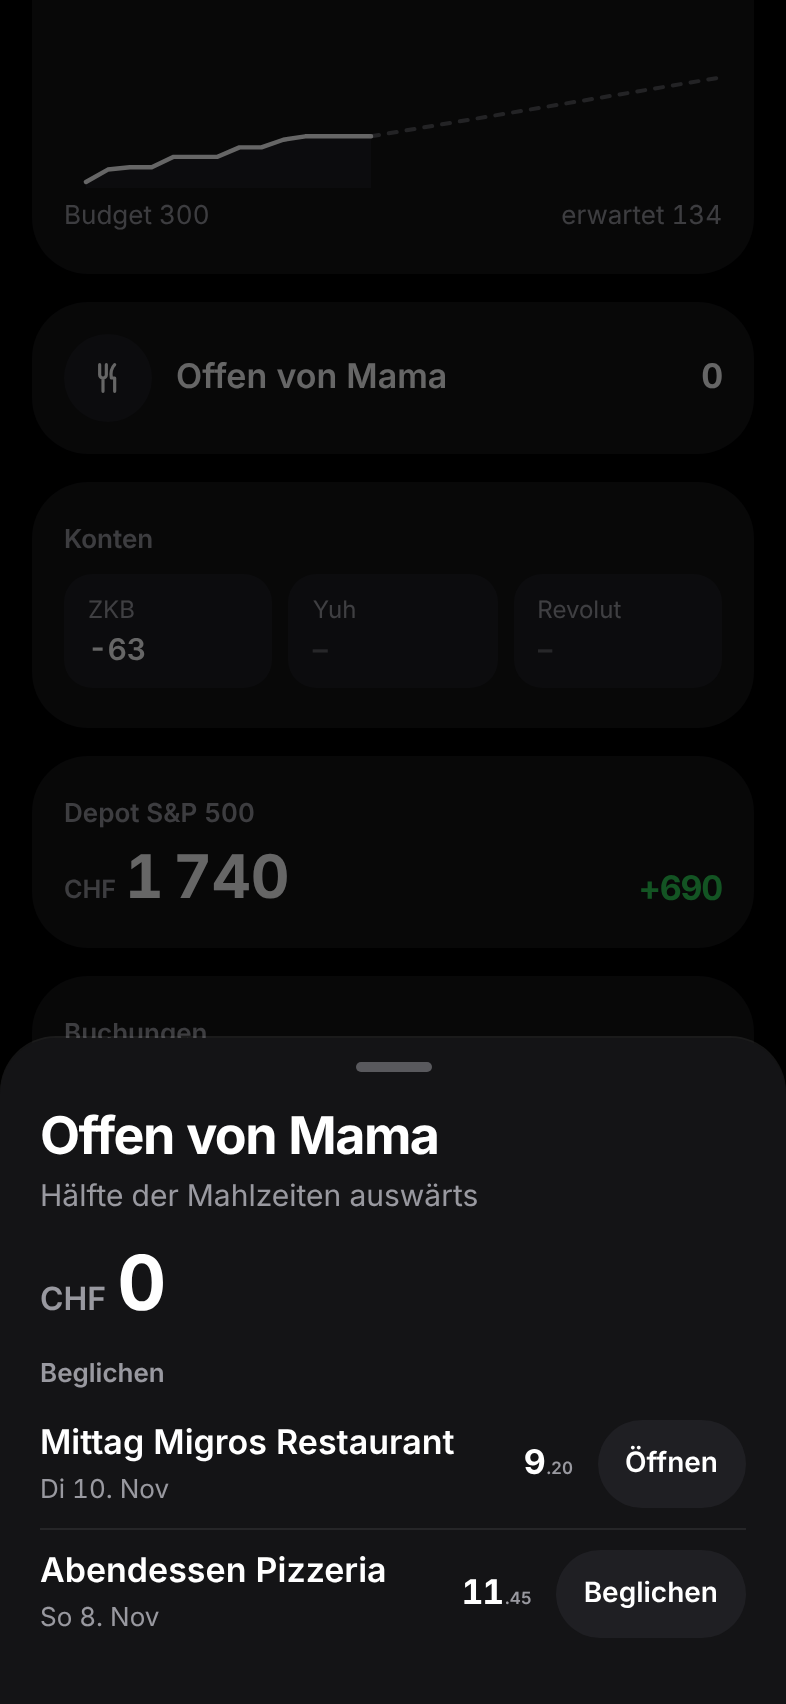 Budget 300
erwartet 134
Offen von Mama
0
Konten
ZKB
-63
Yuh
–
Revolut
–
Depot S&P 500
CHF 1 740
+690
Buchungen
Offen von Mama
Hälfte der Mahlzeiten auswärts
CHF 0
Beglichen
Mittag Migros Restaurant
Di 10. Nov
9.20
Öffnen
Abendessen Pizzeria
So 8. Nov
11.45
Beglichen